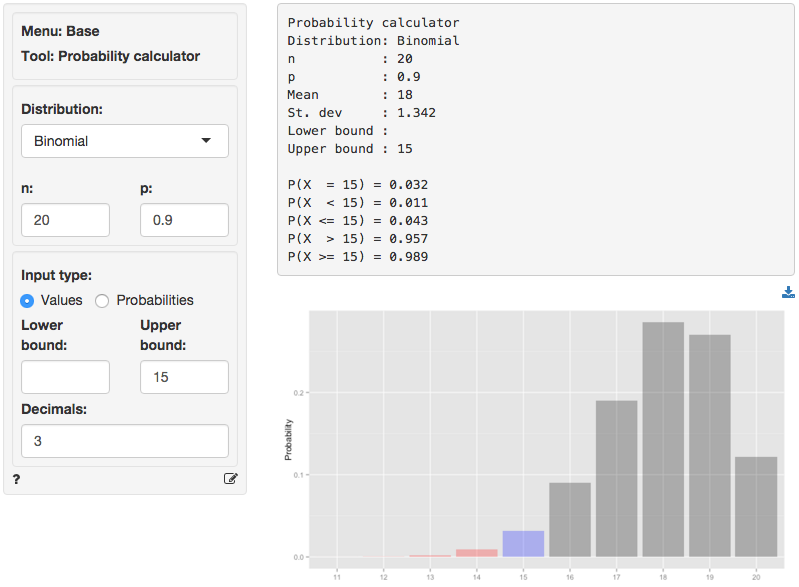 Menu: Base
Tool: Probability calculator
Distribution:
Binomial
n: p:
20 0.9
Input type:
Values Probabilities
Lower bound: Upper bound:
15
Decimals:
3
?
Probability calculator
Distribution: Binomial
n : 20
p : 0.9
Mean : 18
St. dev : 1.342
Lower bound :
Upper bound : 15
P(X = 15) = 0.032
P(X < 15) = 0.011
P(X <= 15) = 0.043
P(X > 15) = 0.957
P(X >= 15) = 0.989
Probability
0.2
0.1
0.0
11 12 13 14 15 16 17 18 19 20